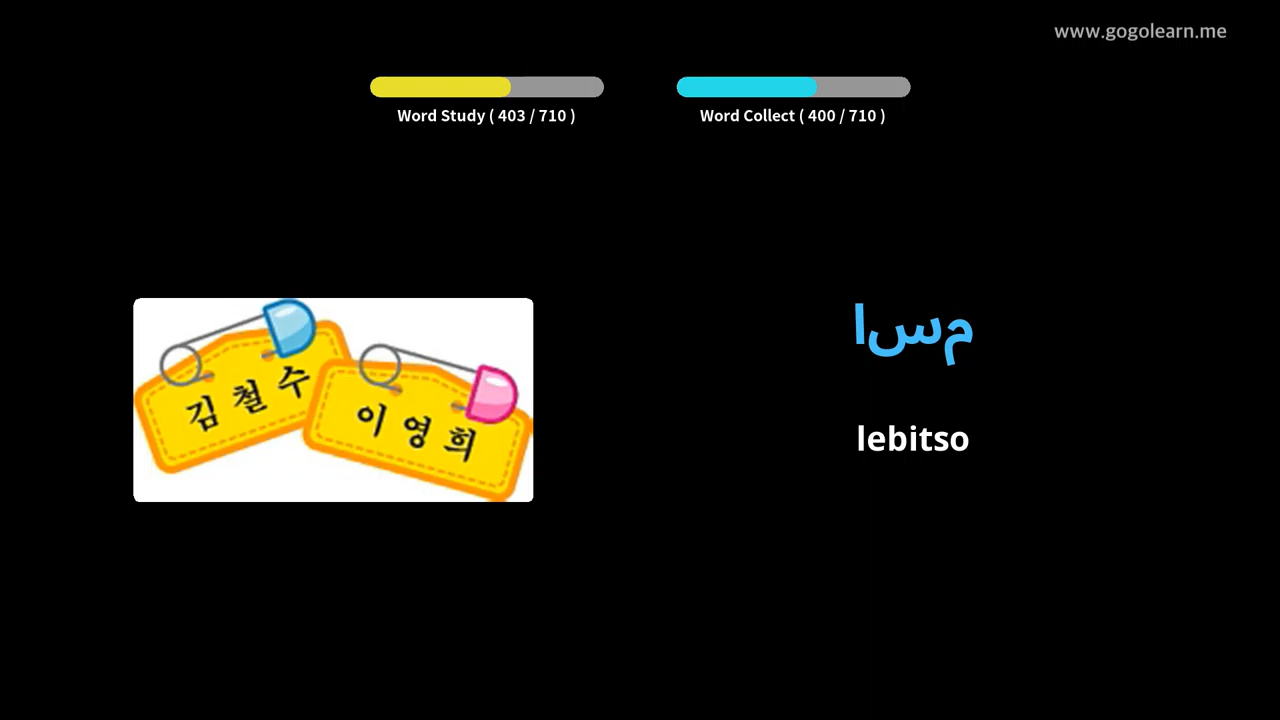 www.gogolearn.me
Word Study ( 403 / 710 )
Word Collect ( 400 / 710 )
김철수
이영희
اسم
lebitso